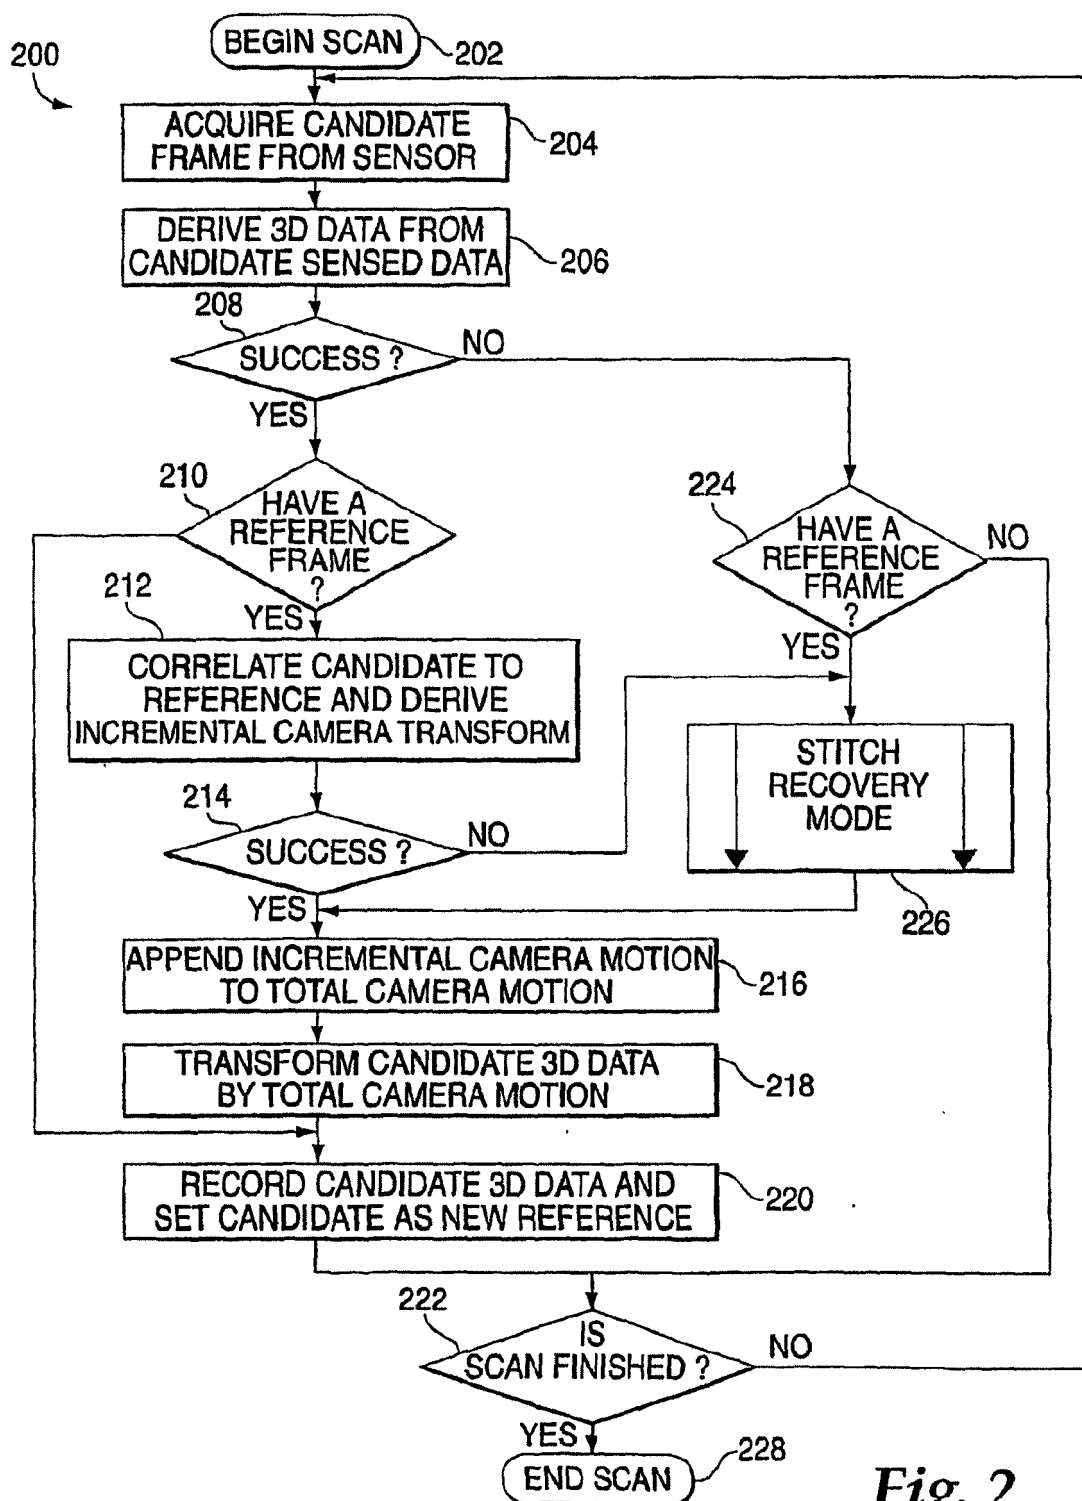 200
BEGIN SCAN
202
ACQUIRE CANDIDATE
FRAME FROM SENSOR
204
DERIVE 3D DATA FROM
CANDIDATE SENSED DATA
206
208
SUCCESS ?
NO
YES
210
HAVE A
REFERENCE
FRAME
?
YES
224
HAVE A
REFERENCE
FRAME
?
NO
YES
212
CORRELATE CANDIDATE TO
REFERENCE AND DERIVE
INCREMENTAL CAMERA TRANSFORM
214
SUCCESS ?
NO
YES
STITCH
RECOVERY
MODE
226
APPEND INCREMENTAL CAMERA MOTION
TO TOTAL CAMERA MOTION
216
TRANSFORM CANDIDATE 3D DATA
BY TOTAL CAMERA MOTION
218
RECORD CANDIDATE 3D DATA AND
SET CANDIDATE AS NEW REFERENCE
220
222
IS
SCAN FINISHED ?
NO
YES
END SCAN
228
Fig. 2